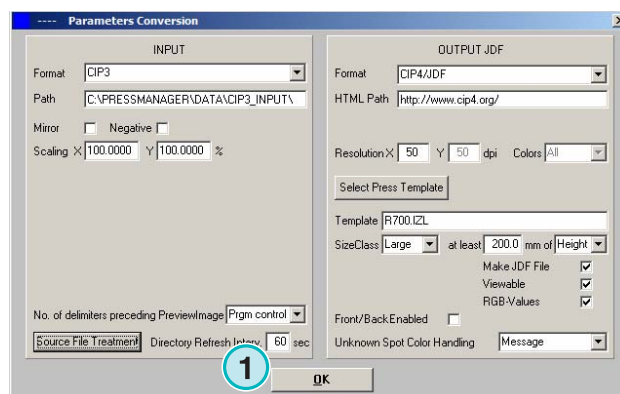 ---- Parameters Conversion
INPUT
Format CIP3
Path C:\PRESSMANAGER\DATA\CIP3_INPUT\
Mirror Negative
Scaling X 100.0000 Y 100.0000 %
No. of delimiters preceding PreviewImage Prgm control
Source File Treatment Directory Refresh Interv. 60 sec
OUTPUT JDF
Format CIP4/JDF
HTML Path http://www.cip4.org/
Resolution X 50 Y 50 dpi Colors All
Select Press Template
Template R700.IZL
SizeClass Large at least 200.0 mm of Height
Make JDF File
Viewable
RGB-Values
Front/Back Enabled
Unknown Spot Color Handling Message
1
OK